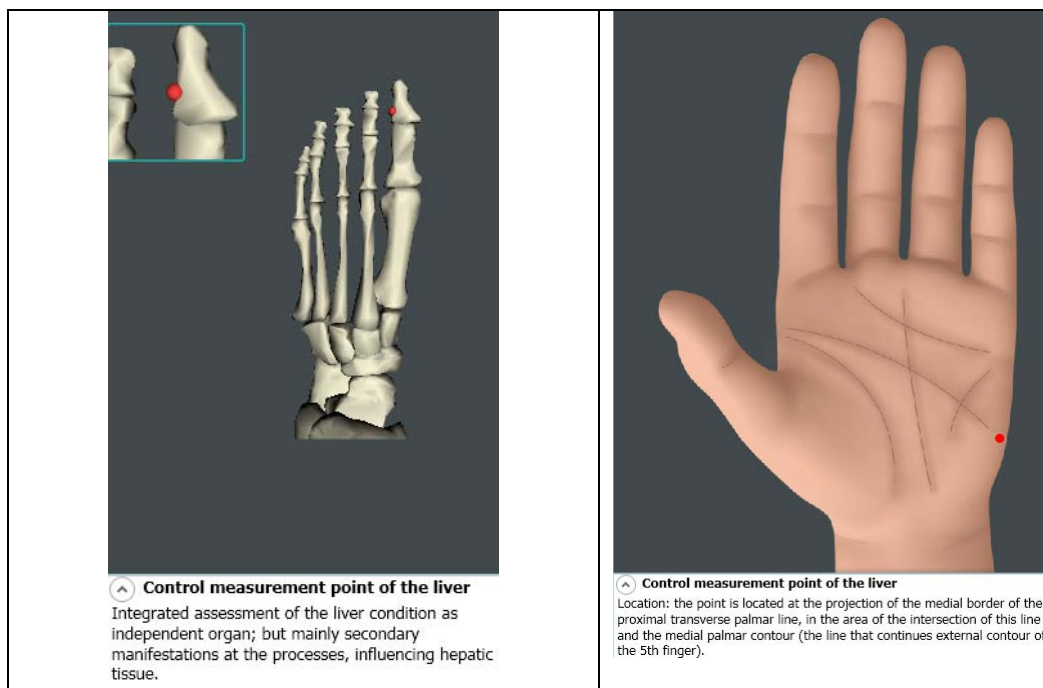 Control measurement point of the liver
Integrated assessment of the liver condition as
independent organ; but mainly secondary
manifestations at the processes, influencing hepatic
tissue.
Control measurement point of the liver
Location: the point is located at the projection of the medial border of the
proximal transverse palmar line, in the area of the intersection of this line
and the medial palmar contour (the line that continues external contour of
the 5th finger).